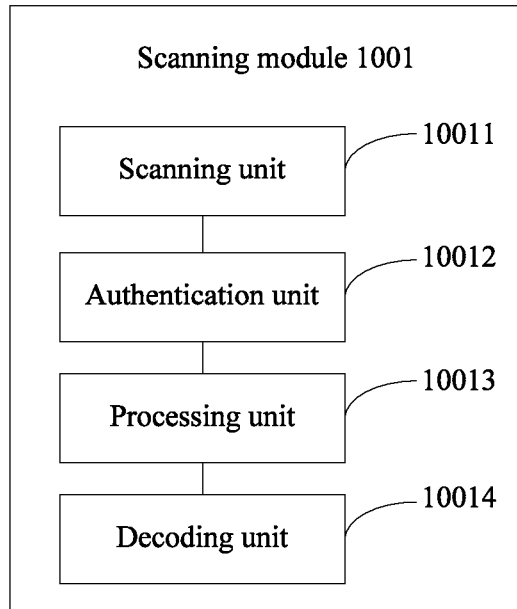 Scanning module 1001
10011
Scanning unit
10012
Authentication unit
10013
Processing unit
10014
Decoding unit